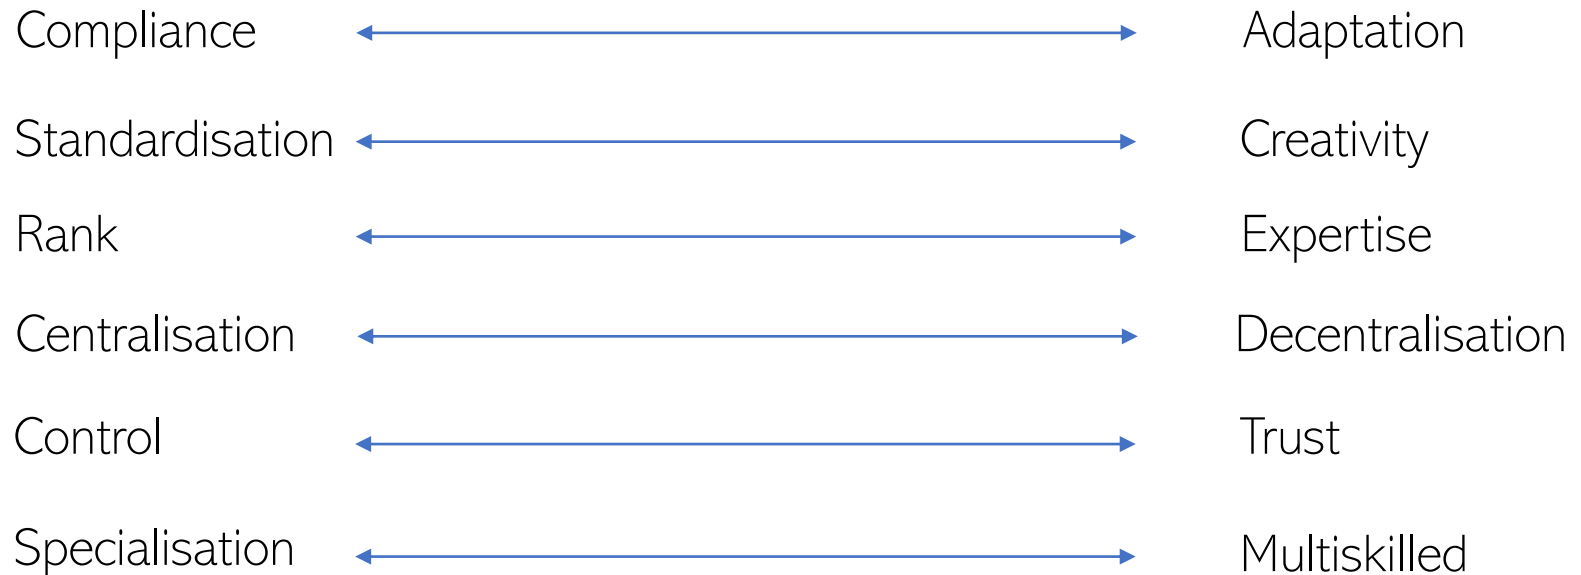 Compliance Adaptation
Standardisation Creativity
Rank Expertise
Centralisation Decentralisation
Control Trust
Specialisation Multiskilled